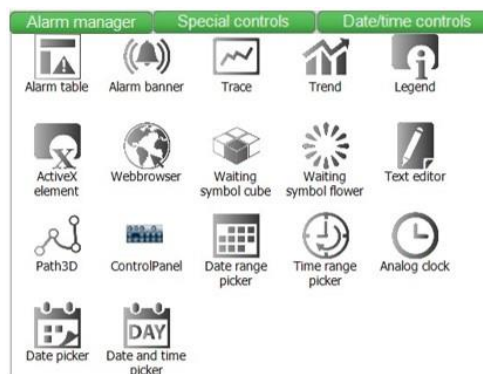 Alarm manager Special controls Date/time controls
Alarm table Alarm banner Trace Trend Legend
ActiveX element Webbrowser Waiting symbol cube Waiting symbol flower Text editor
Path3D ControlPanel Date range picker Time range picker Analog clock
DAY
Date picker Date and time picker